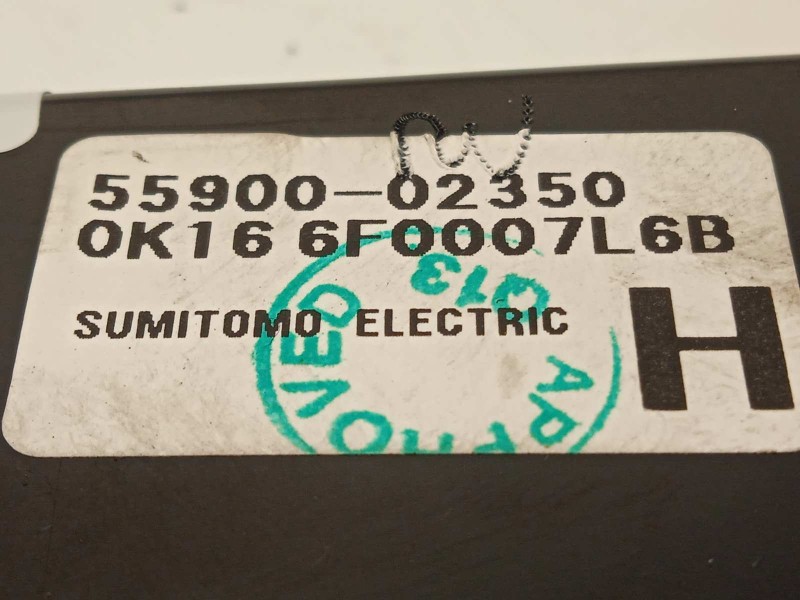 55900-02350
0K16 6F0007L6B
SUMITOMO ELECTRIC
H
APPROVED
013